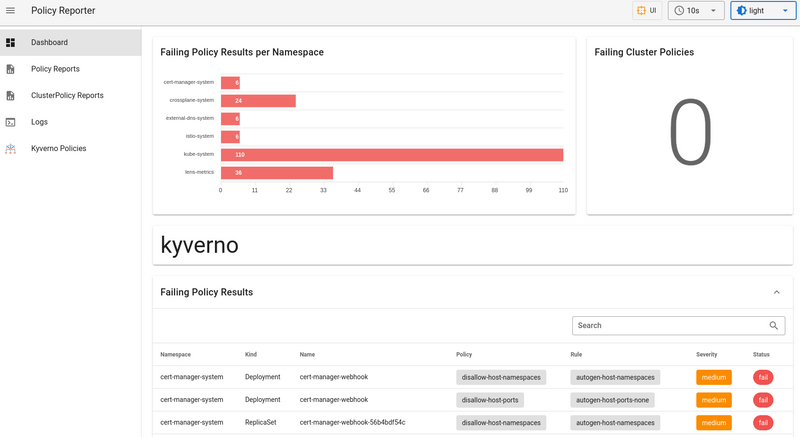 Policy Reporter
UI
10s
light
Dashboard
Policy Reports
ClusterPolicy Reports
Logs
Kyverno Policies
Failing Policy Results per Namespace
cert-manager-system 6
crossplane-system 24
external-dns-system 6
istio-system 6
kube-system 110
lens-metrics 36
0 11 22 33 44 55 66 77 88 99 110
Failing Cluster Policies
0
kyverno
Failing Policy Results
Search
Namespace Kind Name Policy Rule Severity Status
cert-manager-system Deployment cert-manager-webhook disallow-host-namespaces autogen-host-namespaces medium fail
cert-manager-system Deployment cert-manager-webhook disallow-host-ports autogen-host-ports-none medium fail
cert-manager-system ReplicaSet cert-manager-webhook-56b4bdf54c disallow-host-namespaces autogen-host-namespaces medium fail